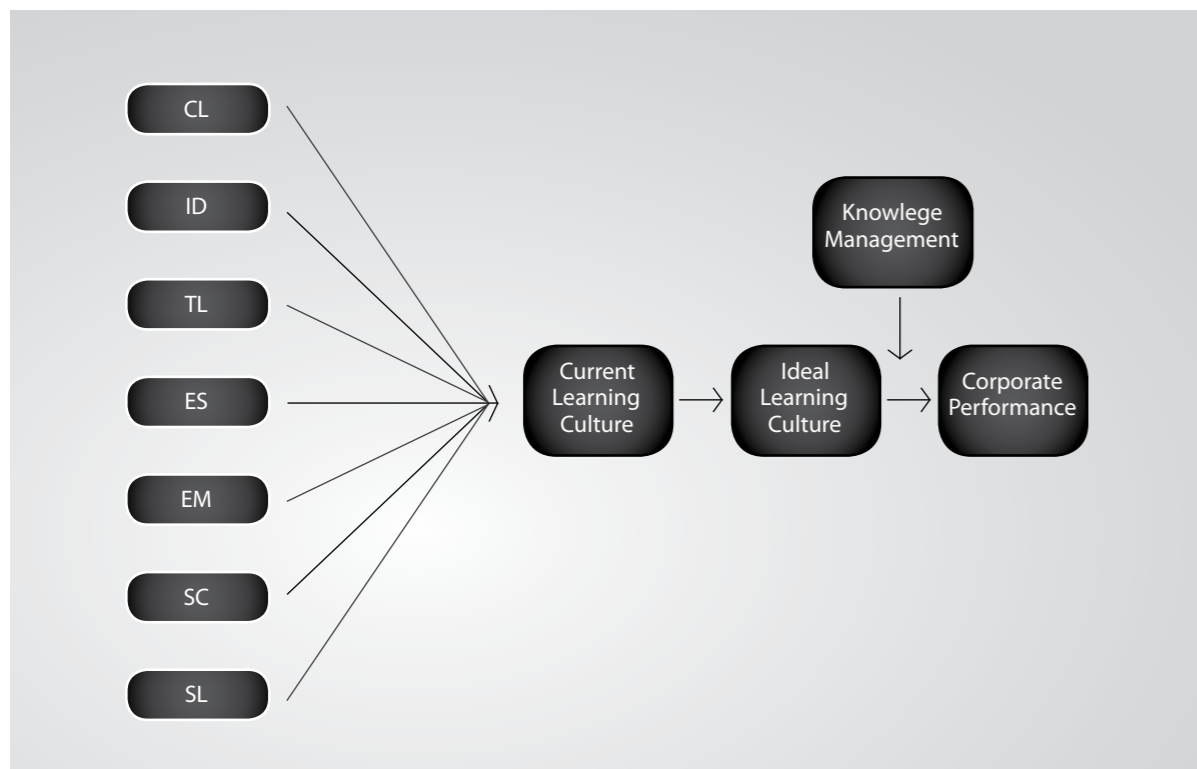 CL
ID
TL
ES
EM
SC
SL
Current
Learning
Culture
Ideal
Learning
Culture
Knowlege
Management
Corporate
Performance